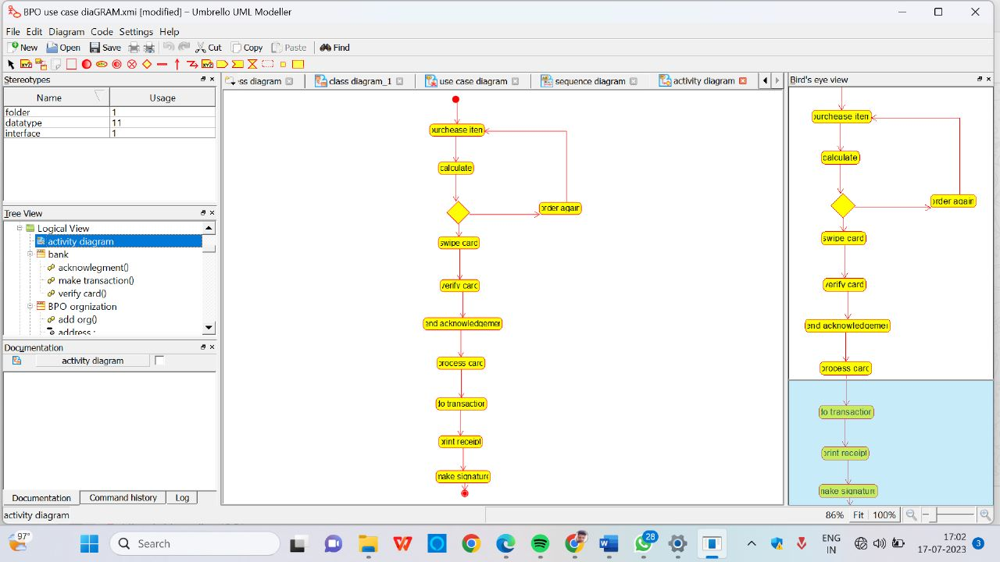 BPO use case diaGRAM.xmi [modified] – Umbrello UML Modeller
File Edit Diagram Code Settings Help
New Open Save Cut Copy Paste Find
Stereotypes
Name Usage
folder 1
datatype 11
interface 1
Tree View
Logical View
activity diagram
bank
acknowlegment()
make transaction()
verify card()
BPO orgnization
add org()
address :
Documentation
activity diagram
Documentation Command history Log
activity diagram
ss diagram class diagram_1 use case diagram sequence diagram activity diagram
purchease item
calculate
order again
swipe card
verify card
end acknowledgemer
process card
do transaction
print receipt
make signature
Bird's eye view
purchease item
calculate
order again
swipe card
verify card
end acknowledgemer
process card
do transaction
print receipt
make signature
86% Fit 100%
97°
Search
28
ENG
IN
17:02
17-07-2023
3